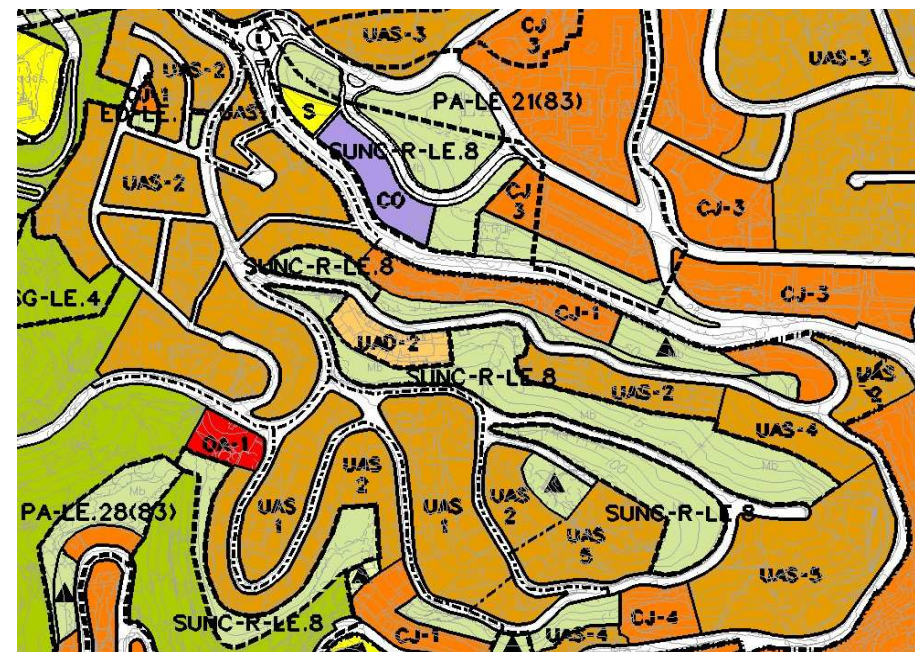 UAS-3
CJ
3
UAS-3
UAS-2
PA-LE.21(83)
S
SUNC-R-LE.8
UAS-2
CO
CJ
3
CJ-3
SUNC-R-LE.8
SG-LE.4
CJ-3
CJ-1
UAD-2
SUNC-R-LE.8
UAS-2
UAS
2
UAS-4
OA-1
UAS
2
UAS
1
UAS
1
UAS
2
PA-LE.28(83)
SUNC-R-LE.8
UAS
5
UAS-5
SUNC-R-LE.8
CJ-1
UAS-4
CJ-4